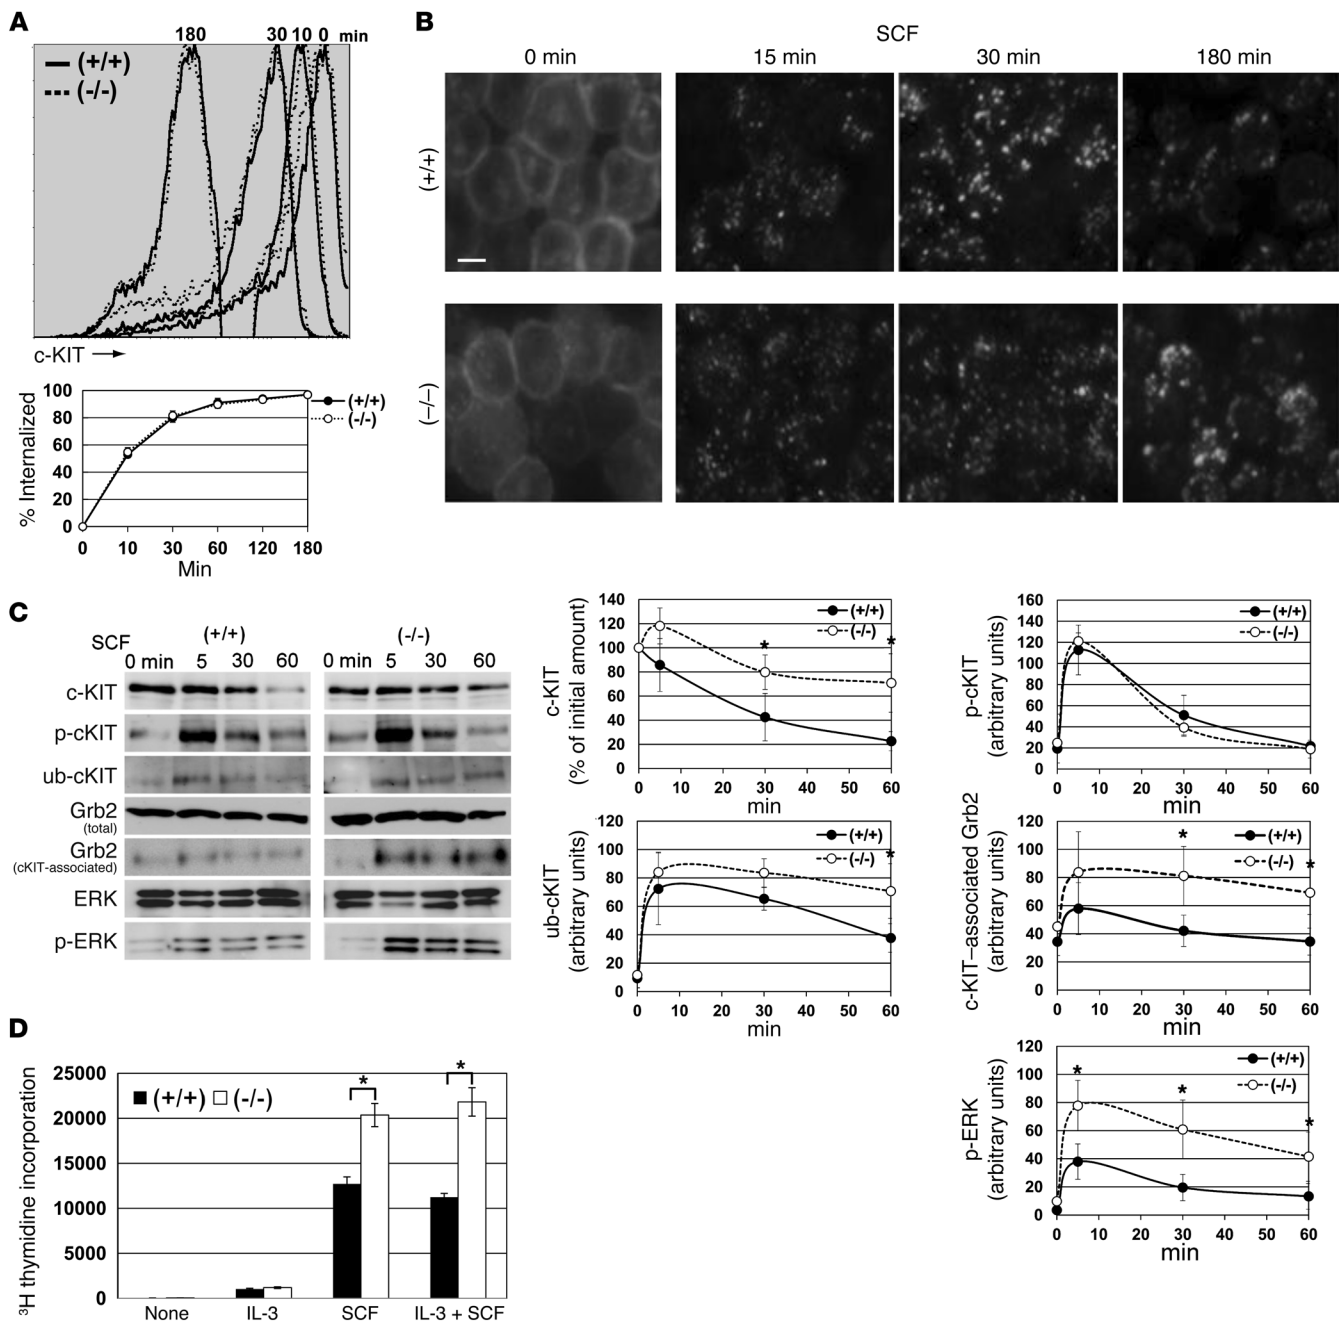 A
180 30 10 0 min
(+/+)
(-/-)
c-KIT →
% Internalized
100
80
60
40
20
0
0 10 30 60 120 180
Min
(+/+)
(-/-)
B
SCF
0 min 15 min 30 min 180 min
(+/+)
(–/–)
C
SCF (+/+) (-/-)
0 min 5 30 60 0 min 5 30 60
c-KIT
p-cKIT
ub-cKIT
Grb2
(total)
Grb2
(cKIT-associated)
ERK
p-ERK
c-KIT
(% of initial amount)
140
120
100
80
60
40
20
0
(+/+)
(-/-)
* *
0 10 20 30 40 50 60
min
p-cKIT
(arbitrary units)
160
140
120
100
80
60
40
20
0
(+/+)
(-/-)
0 10 20 30 40 50 60
min
ub-cKIT
(arbitrary units)
120
100
80
60
40
20
0
(+/+)
(-/-)
*
0 10 20 30 40 50 60
min
c-KIT–associated Grb2
(arbitrary units)
120
100
80
60
40
20
0
(+/+)
(-/-)
* *
0 10 20 30 40 50 60
min
p-ERK
(arbitrary units)
120
100
80
60
40
20
0
(+/+)
(-/-)
* * *
0 10 20 30 40 50 60
min
D
³H thymidine incorporation
25000
20000
15000
10000
5000
0
(+/+) (-/-)
* *
None IL-3 SCF IL-3 + SCF